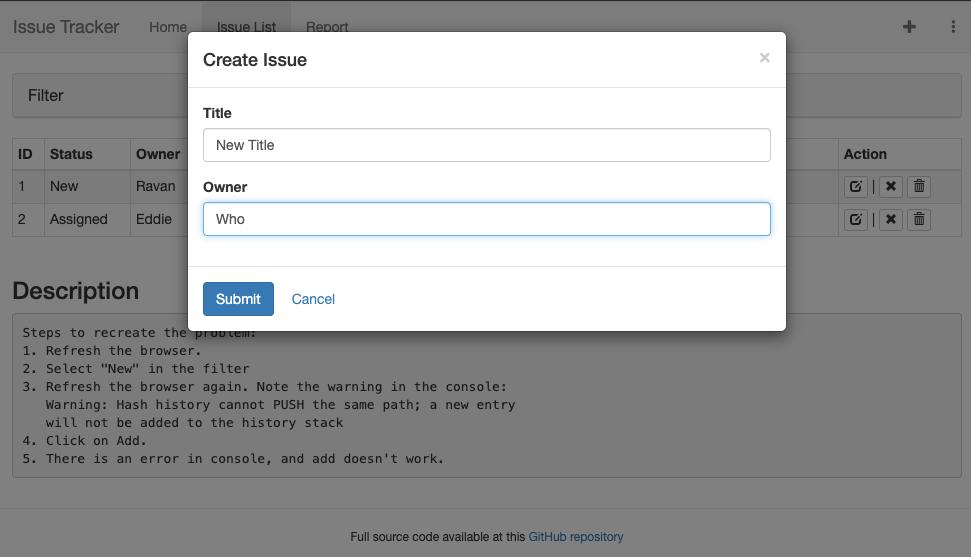 Issue Tracker Home Issue List Report
Create Issue ×
Filter
Title
New Title
ID Status Owner Action
Owner
1 New Ravan |
Who
2 Assigned Eddie |
Description
Submit Cancel
Steps to recreate the problem:
1. Refresh the browser.
2. Select "New" in the filter
3. Refresh the browser again. Note the warning in the console:
Warning: Hash history cannot PUSH the same path; a new entry
will not be added to the history stack
4. Click on Add.
5. There is an error in console, and add doesn't work.
Full source code available at this GitHub repository